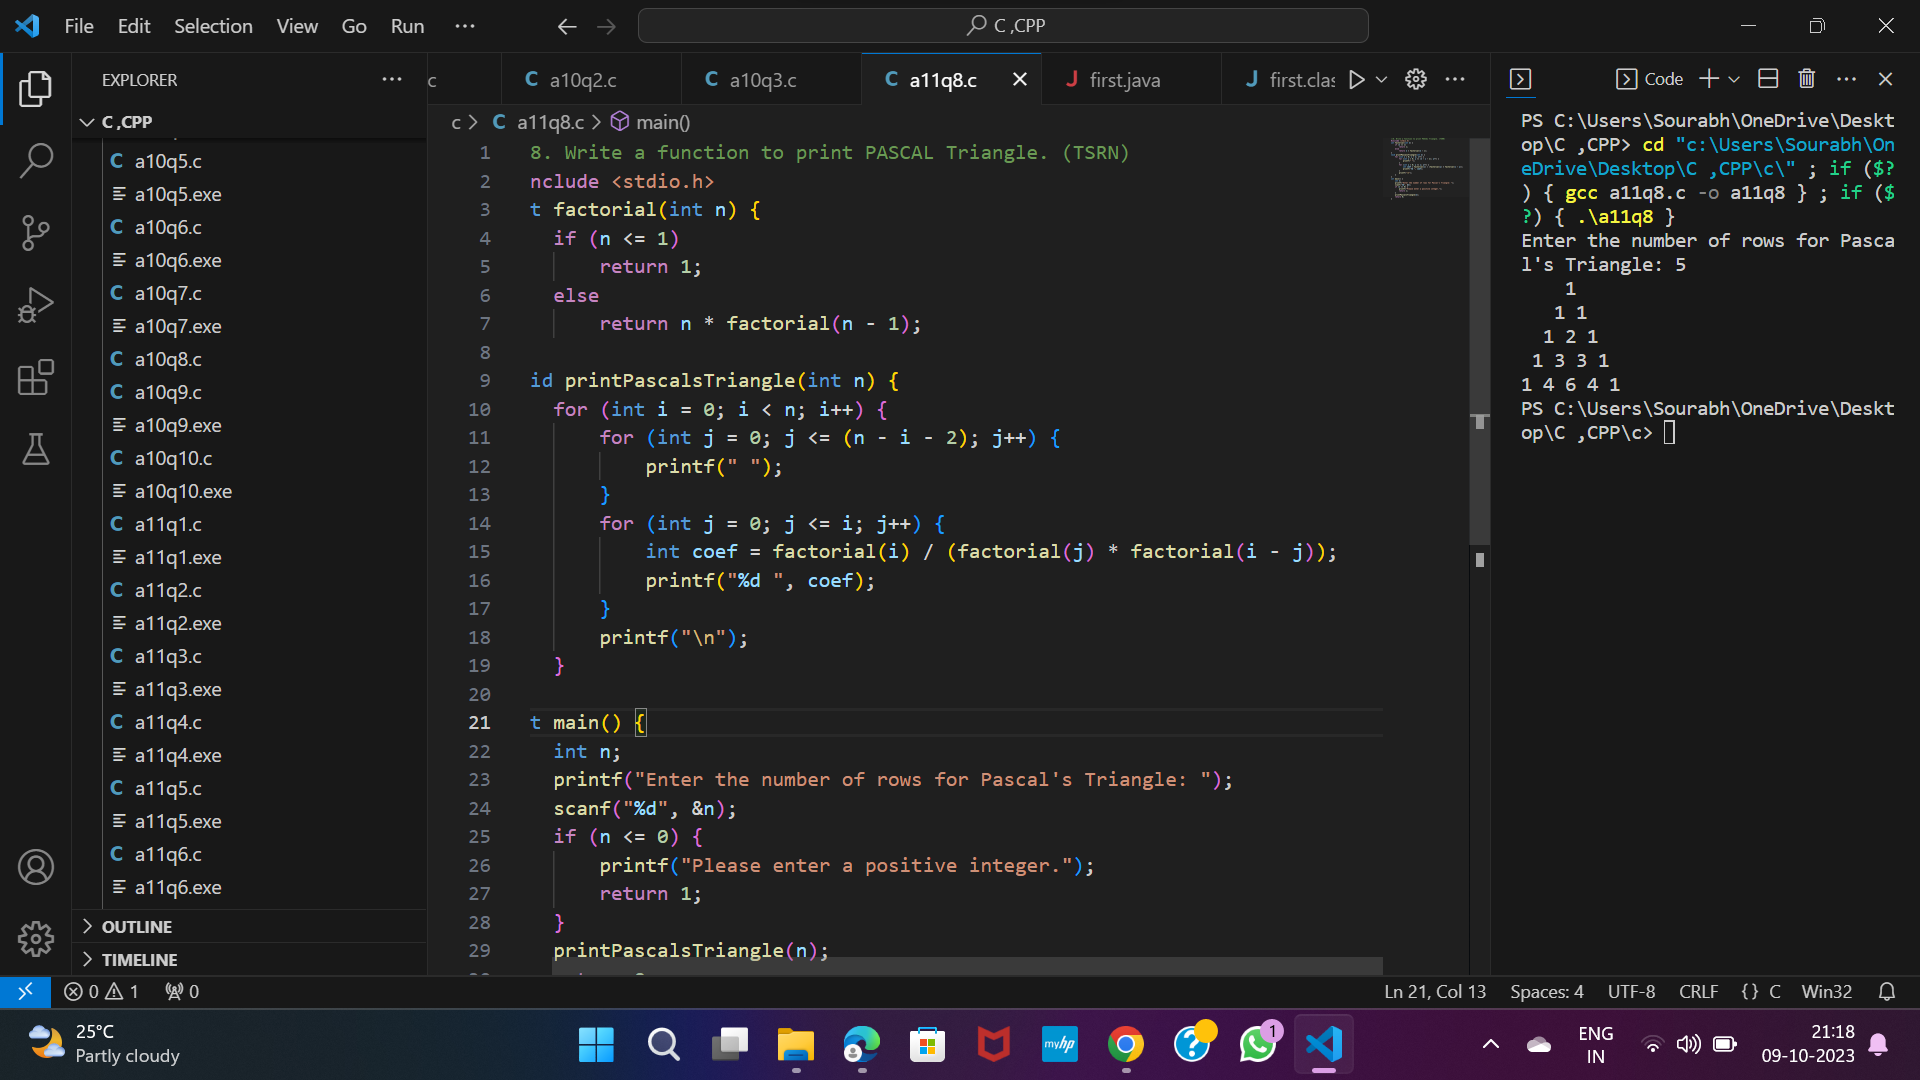 File Edit Selection View Go Run ···
C ,CPP
EXPLORER
C ,CPP
a10q5.c
a10q5.exe
a10q6.c
a10q6.exe
a10q7.c
a10q7.exe
a10q8.c
a10q9.c
a10q9.exe
a10q10.c
a10q10.exe
a11q1.c
a11q1.exe
a11q2.c
a11q2.exe
a11q3.c
a11q3.exe
a11q4.c
a11q4.exe
a11q5.c
a11q5.exe
a11q6.c
a11q6.exe
OUTLINE
TIMELINE
c C a10q2.c C a10q3.c C a11q8.c J first.java J first.clas
c > C a11q8.c > main()
1 8. Write a function to print PASCAL Triangle. (TSRN)
2 nclude <stdio.h>
3 t factorial(int n) {
4 if (n <= 1)
5 return 1;
6 else
7 return n * factorial(n - 1);
8
9 id printPascalsTriangle(int n) {
10 for (int i = 0; i < n; i++) {
11 for (int j = 0; j <= (n - i - 2); j++) {
12 printf(" ");
13 }
14 for (int j = 0; j <= i; j++) {
15 int coef = factorial(i) / (factorial(j) * factorial(i - j));
16 printf("%d ", coef);
17 }
18 printf("\n");
19 }
20
21 t main() {
22 int n;
23 printf("Enter the number of rows for Pascal's Triangle: ");
24 scanf("%d", &n);
25 if (n <= 0) {
26 printf("Please enter a positive integer.");
27 return 1;
28 }
29 printPascalsTriangle(n);
Code
PS C:\Users\Sourabh\OneDrive\Deskt
op\C ,CPP> cd "c:\Users\Sourabh\On
eDrive\Desktop\C ,CPP\c\" ; if ($?
) { gcc a11q8.c -o a11q8 } ; if ($
?) { .\a11q8 }
Enter the number of rows for Pasca
l's Triangle: 5
1
1 1
1 2 1
1 3 3 1
1 4 6 4 1
PS C:\Users\Sourabh\OneDrive\Deskt
op\C ,CPP\c>
0 1 0 Ln 21, Col 13 Spaces: 4 UTF-8 CRLF {} C Win32
25°C
Partly cloudy
myhp
1
ENG
IN
21:18
09-10-2023